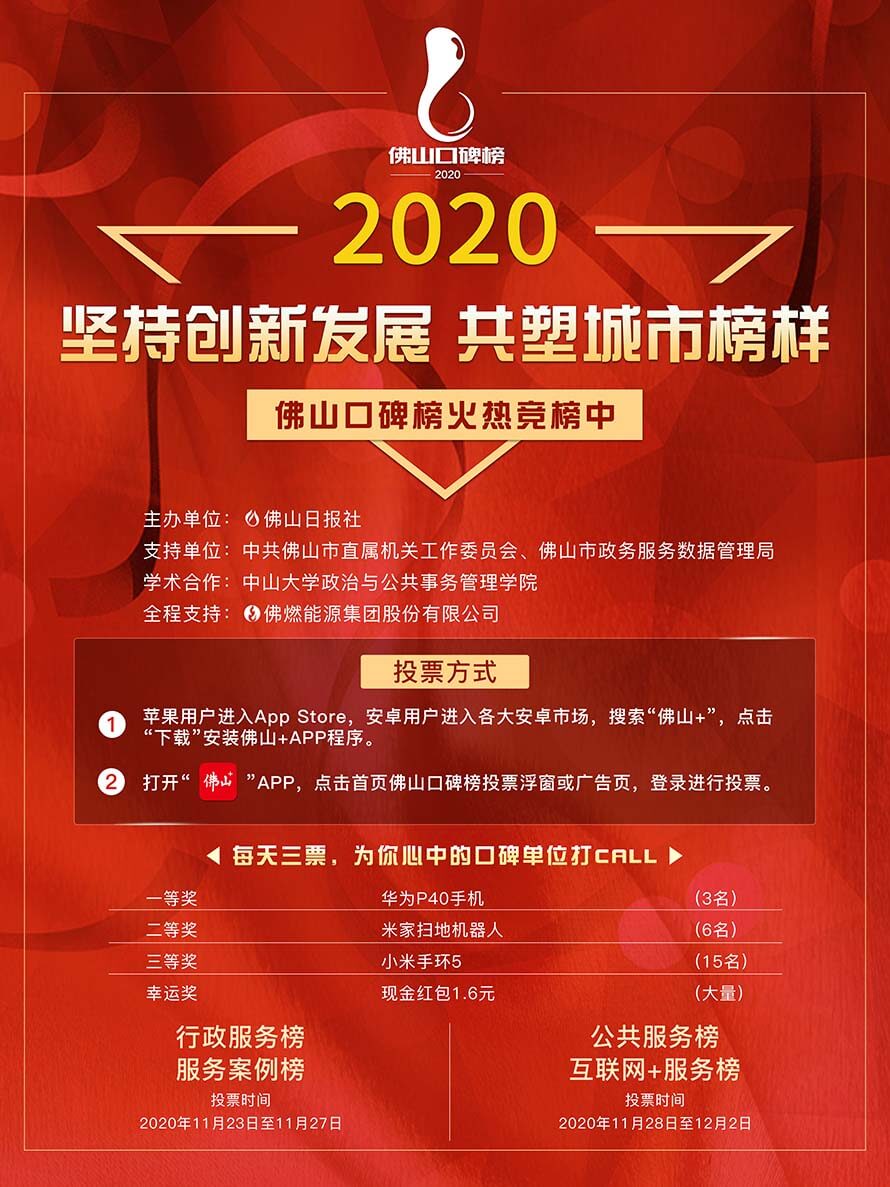 佛山口碑榜
2020
2020
坚持创新发展 共塑城市榜样
佛山口碑榜火热竞榜中
主办单位：佛山日报社
支持单位：中共佛山市直属机关工作委员会、佛山市政务服务数据管理局
学术合作：中山大学政治与公共事务管理学院
全程支持：佛燃能源集团股份有限公司
投票方式
1 苹果用户进入App Store，安卓用户进入各大安卓市场，搜索“佛山+”，点击
“下载”安装佛山+APP程序。
2 打开“佛山+”APP，点击首页佛山口碑榜投票浮窗或广告页，登录进行投票。
每天三票，为你心中的口碑单位打CALL
一等奖 华为P40手机 （3名）
二等奖 米家扫地机器人 （6名）
三等奖 小米手环5 （15名）
幸运奖 现金红包1.6元 （大量）
行政服务榜
服务案例榜
投票时间
2020年11月23日至11月27日
公共服务榜
互联网+服务榜
投票时间
2020年11月28日至12月2日